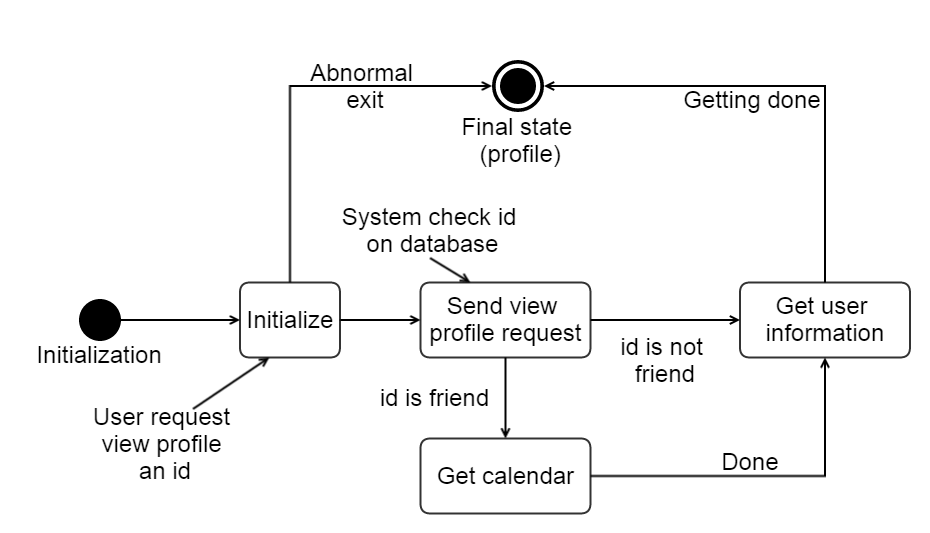 Abnormal
exit
Getting done
Final state
(profile)
System check id
on database
Initialization
Initialize
Send view
profile request
Get user
information
id is not
friend
id is friend
User request
view profile
an id
Get calendar
Done